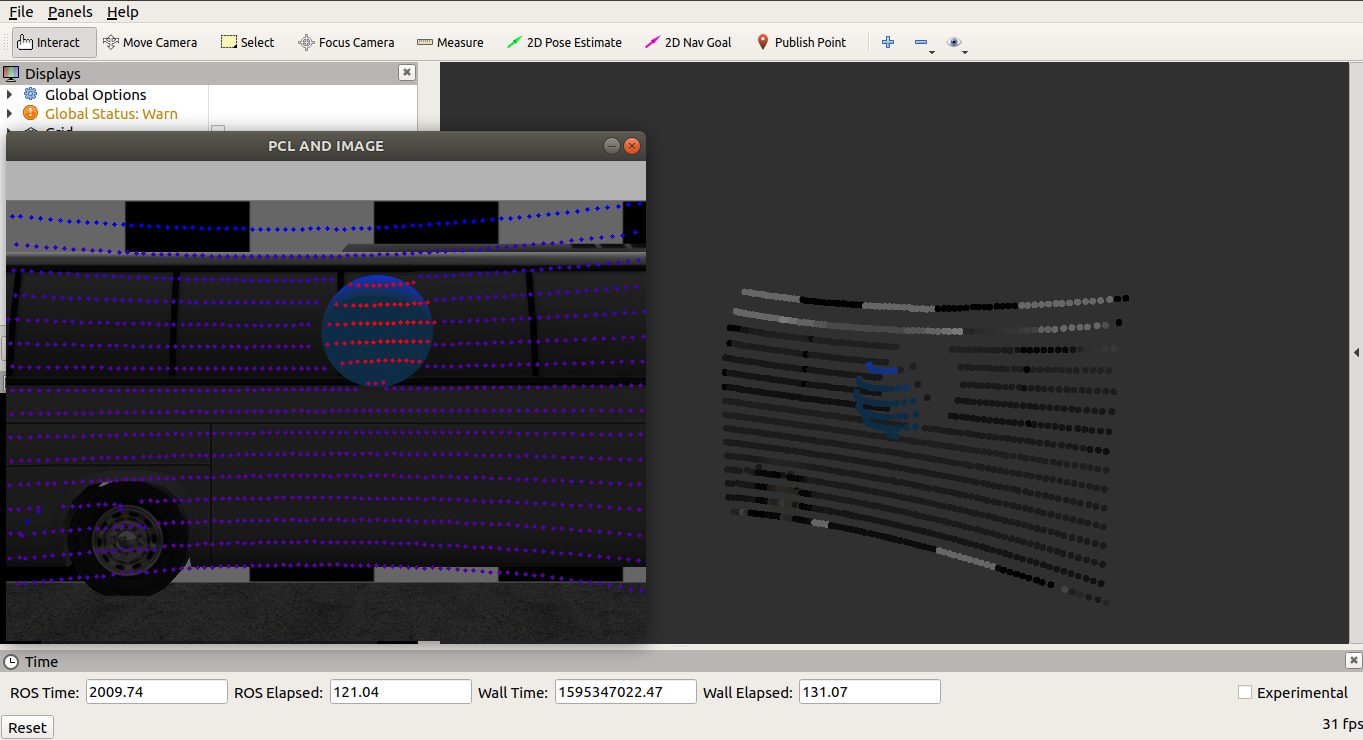 File Panels Help
Interact Move Camera Select Focus Camera Measure 2D Pose Estimate 2D Nav Goal Publish Point
Displays
Global Options
Global Status: Warn
Grid
PCL AND IMAGE
Time
ROS Time: 2009.74 ROS Elapsed: 121.04 Wall Time: 1595347022.47 Wall Elapsed: 131.07 Experimental
Reset 31 fps